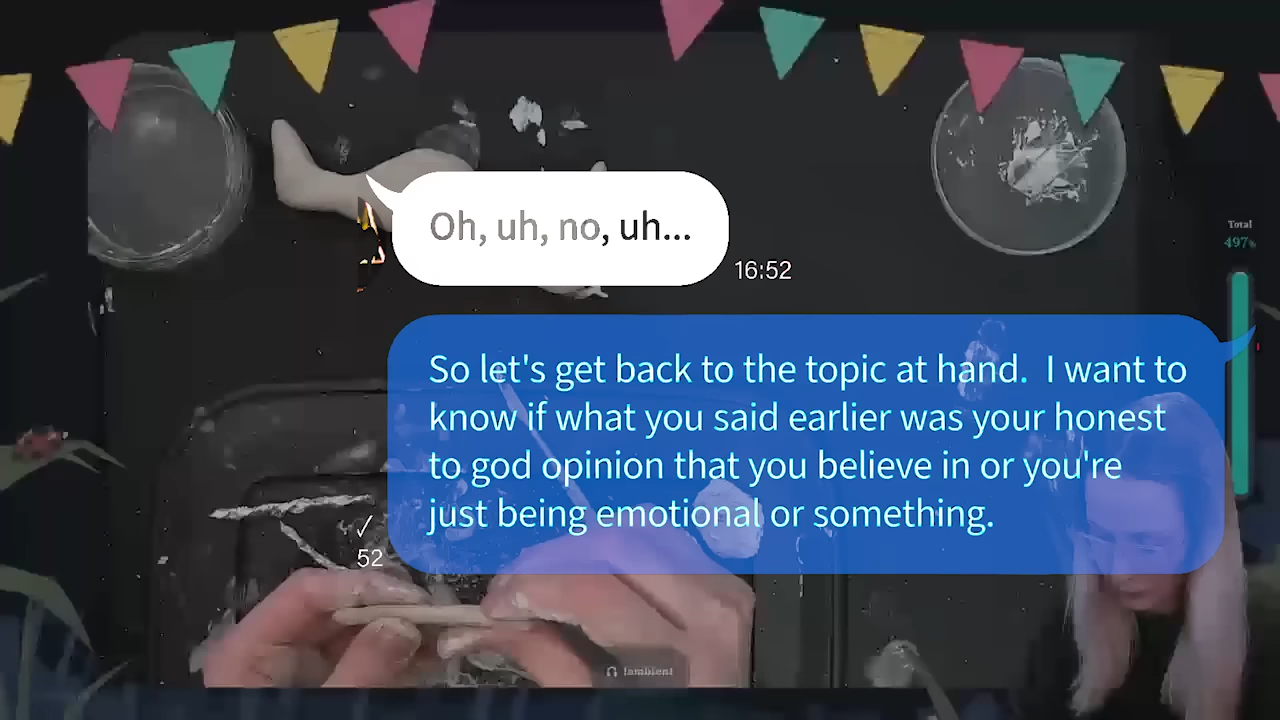 Total
497%
Oh, uh, no, uh...
16:52
So let's get back to the topic at hand. I want to
know if what you said earlier was your honest
to god opinion that you believe in or you're
just being emotional or something.
✓
52
!ambient